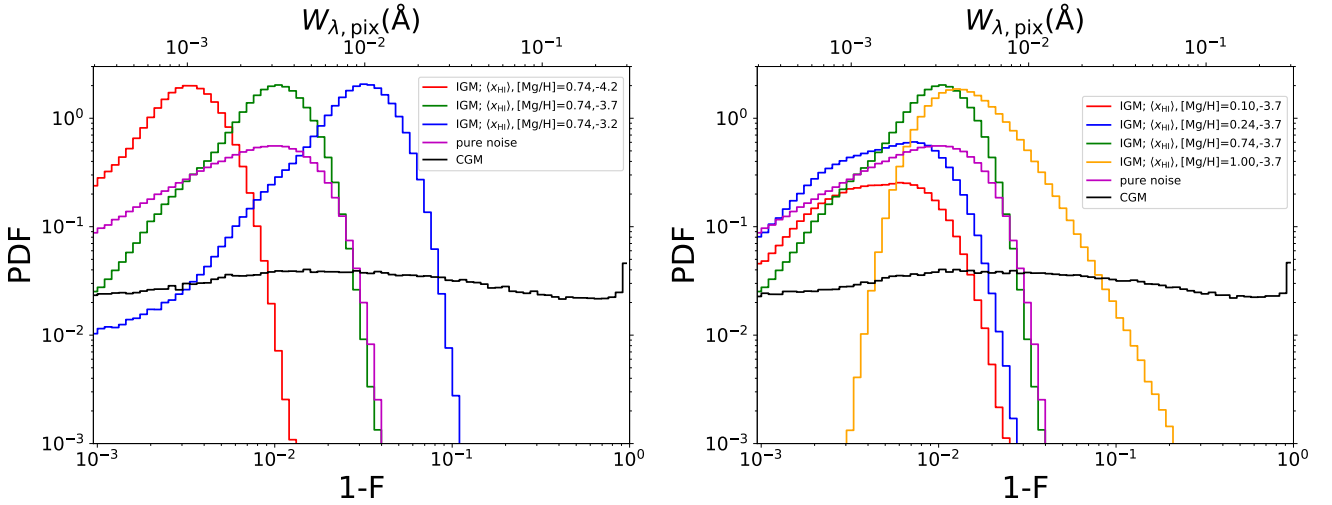 W_{λ, pix}(Å)
10^{-3} 10^{-2} 10^{-1}
10^{0}
10^{-1}
10^{-2}
10^{-3}
PDF
IGM; ⟨x_{HI}⟩, [Mg/H]=0.74,-4.2
IGM; ⟨x_{HI}⟩, [Mg/H]=0.74,-3.7
IGM; ⟨x_{HI}⟩, [Mg/H]=0.74,-3.2
pure noise
CGM
10^{-3} 10^{-2} 10^{-1} 10^{0}
1-F
W_{λ, pix}(Å)
10^{-3} 10^{-2} 10^{-1}
10^{0}
10^{-1}
10^{-2}
10^{-3}
PDF
IGM; ⟨x_{HI}⟩, [Mg/H]=0.10,-3.7
IGM; ⟨x_{HI}⟩, [Mg/H]=0.24,-3.7
IGM; ⟨x_{HI}⟩, [Mg/H]=0.74,-3.7
IGM; ⟨x_{HI}⟩, [Mg/H]=1.00,-3.7
pure noise
CGM
10^{-3} 10^{-2} 10^{-1} 10^{0}
1-F